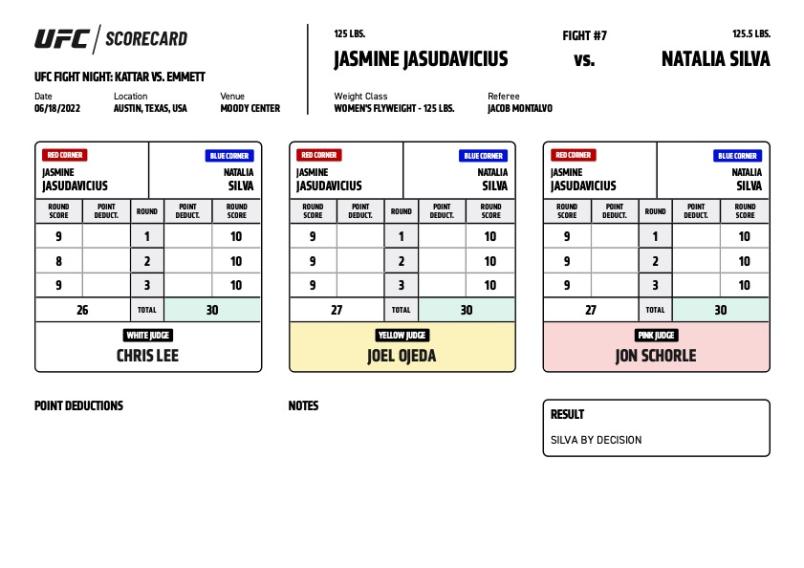 UFC SCORECARD
UFC FIGHT NIGHT: KATTAR VS. EMMETT
Date Location Venue
06/18/2022 AUSTIN, TEXAS, USA MOODY CENTER
125 LBS. FIGHT #7 125.5 LBS.
JASMINE JASUDAVICIUS VS. NATALIA SILVA
Weight Class Referee
WOMEN'S FLYWEIGHT - 125 LBS. JACOB MONTALVO
RED CORNER BLUE CORNER
JASMINE NATALIA
JASUDAVICIUS SILVA
ROUND SCORE POINT DEDUCT. ROUND POINT DEDUCT. ROUND SCORE
9 1 10
8 2 10
9 3 10
26 TOTAL 30
WHITE JUDGE
CHRIS LEE
RED CORNER BLUE CORNER
JASMINE NATALIA
JASUDAVICIUS SILVA
ROUND SCORE POINT DEDUCT. ROUND POINT DEDUCT. ROUND SCORE
9 1 10
9 2 10
9 3 10
27 TOTAL 30
YELLOW JUDGE
JOEL OJEDA
RED CORNER BLUE CORNER
JASMINE NATALIA
JASUDAVICIUS SILVA
ROUND SCORE POINT DEDUCT. ROUND POINT DEDUCT. ROUND SCORE
9 1 10
9 2 10
9 3 10
27 TOTAL 30
PINK JUDGE
JON SCHORLE
POINT DEDUCTIONS
NOTES
RESULT
SILVA BY DECISION